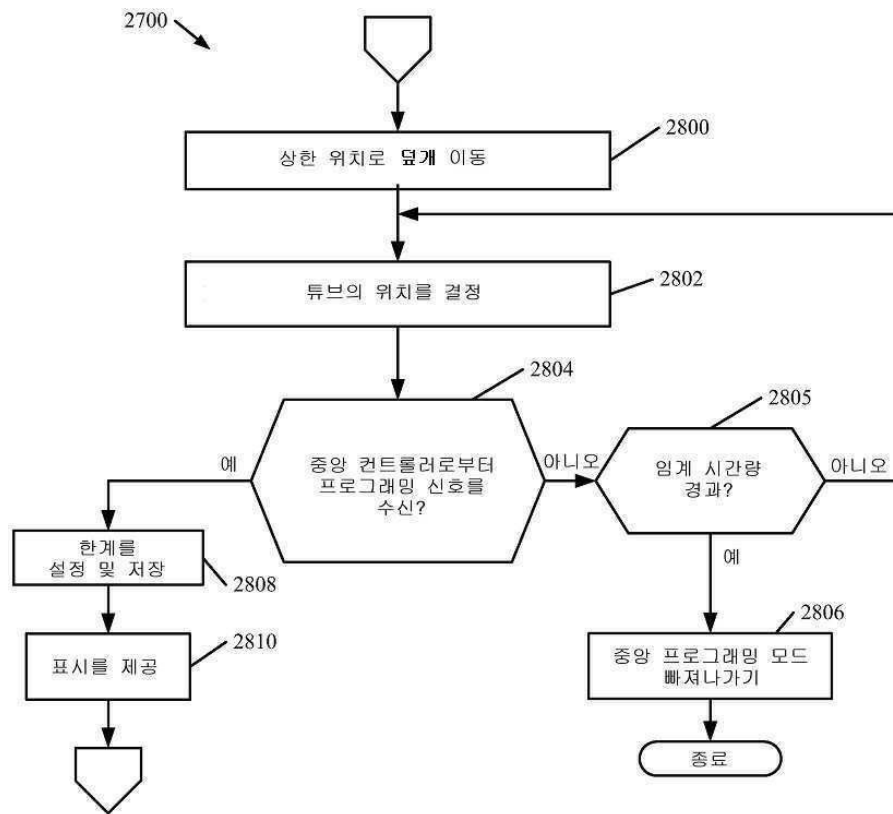 2700
상한 위치로 덮개 이동
2800
튜브의 위치를 결정
2802
2804
중앙 컨트롤러로부터
프로그래밍 신호를
수신?
예
아니오
2805
임계 시간량
경과?
아니오
예
한계를
설정 및 저장
2808
표시를 제공
2810
2806
중앙 프로그래밍 모드
빠져나가기
종료